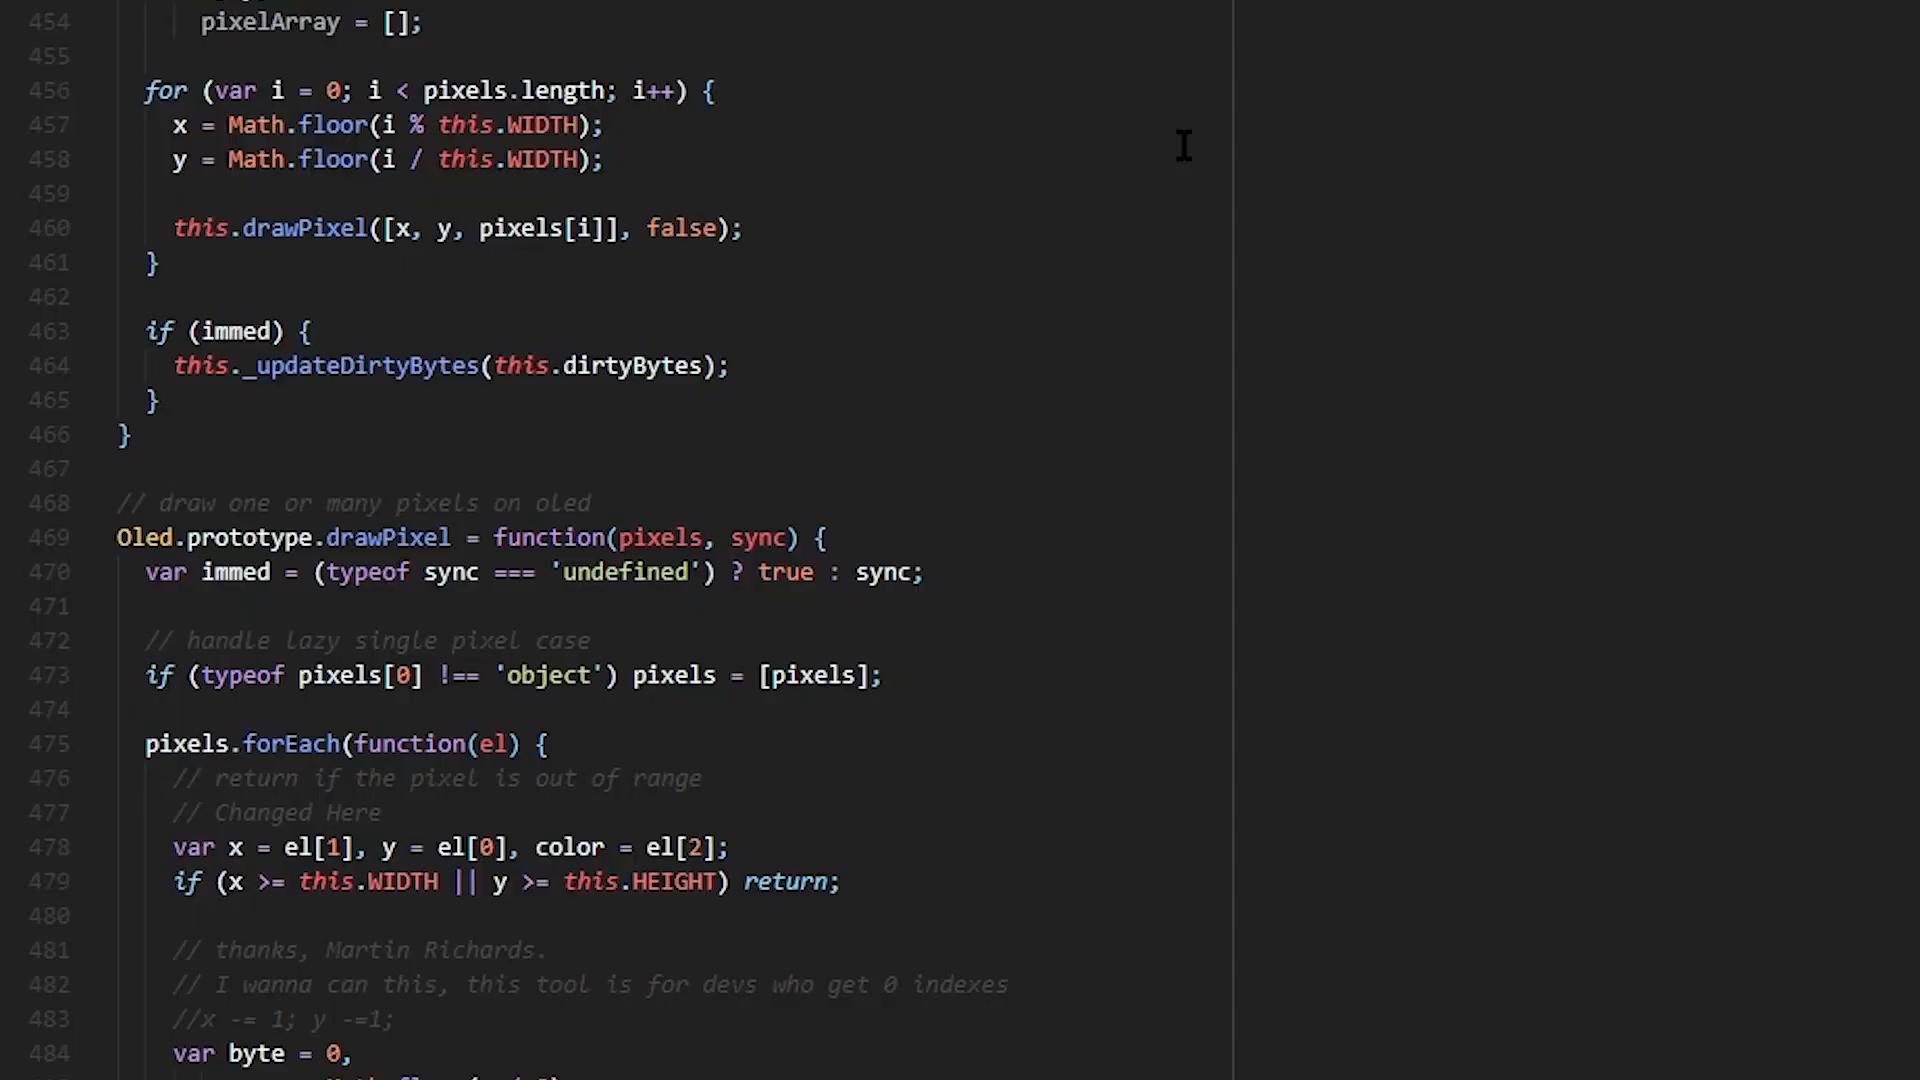 454 pixelArray = [];
455
456 for (var i = 0; i < pixels.length; i++) {
457 x = Math.floor(i % this.WIDTH);
458 y = Math.floor(i / this.WIDTH);
459
460 this.drawPixel([x, y, pixels[i]], false);
461 }
462
463 if (immed) {
464 this._updateDirtyBytes(this.dirtyBytes);
465 }
466 }
467
468 // draw one or many pixels on oled
469 Oled.prototype.drawPixel = function(pixels, sync) {
470 var immed = (typeof sync === 'undefined') ? true : sync;
471
472 // handle lazy single pixel case
473 if (typeof pixels[0] !== 'object') pixels = [pixels];
474
475 pixels.forEach(function(el) {
476 // return if the pixel is out of range
477 // Changed Here
478 var x = el[1], y = el[0], color = el[2];
479 if (x >= this.WIDTH || y >= this.HEIGHT) return;
480
481 // thanks, Martin Richards.
482 // I wanna can this, this tool is for devs who get 0 indexes
483 //x -= 1; y -=1;
484 var byte = 0,